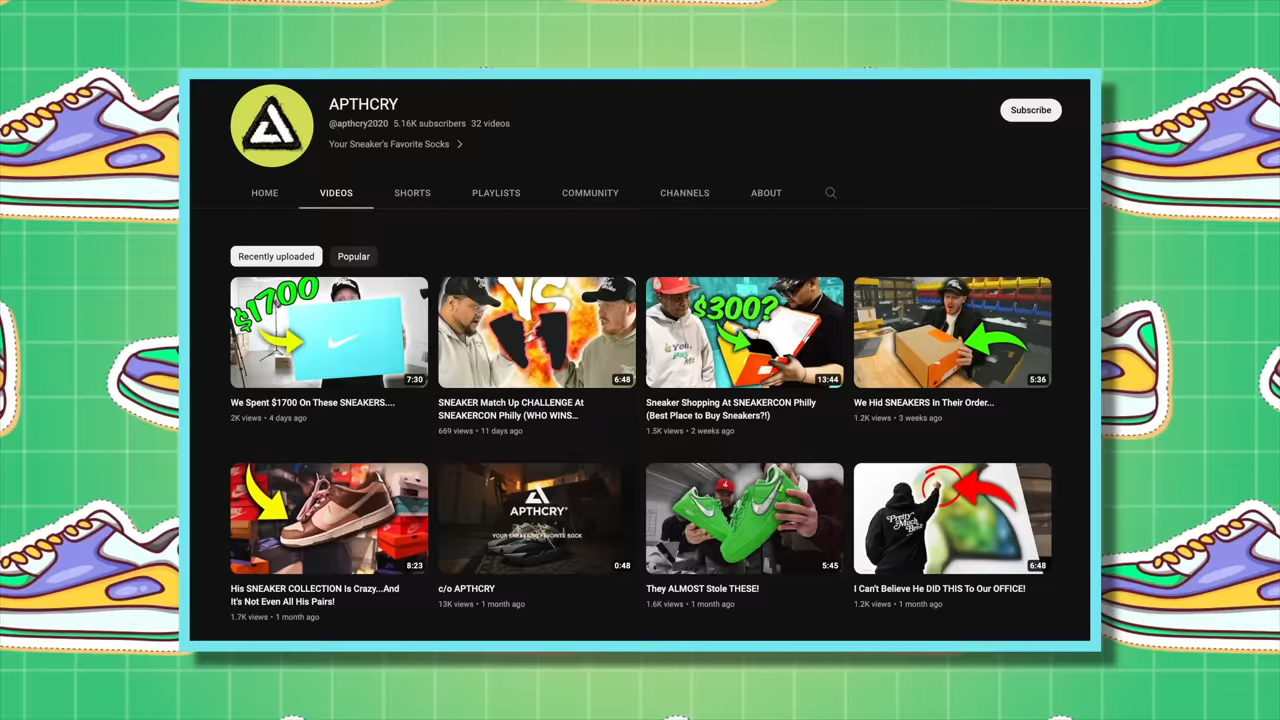 APTHCRY
@apthcry2020 5.16K subscribers 32 videos
Your Sneaker's Favorite Socks
Subscribe
HOME VIDEOS SHORTS PLAYLISTS COMMUNITY CHANNELS ABOUT
Recently uploaded Popular
$1700
7:30
VS
6:48
$300?
13:44
5:36
We Spent $1700 On These SNEAKERS....
2K views • 4 days ago
SNEAKER Match Up CHALLENGE At
SNEAKERCON Philly (WHO WINS...
669 views • 11 days ago
Sneaker Shopping At SNEAKERCON Philly
(Best Place to Buy Sneakers?!)
1.5K views • 2 weeks ago
We Hid SNEAKERS In Their Order...
1.2K views • 3 weeks ago
8:23
APTHCRY
YOUR SNEAKERS FAVORITE SOCK
0:48
5:45
Pretty
Much
6:48
His SNEAKER COLLECTION Is Crazy...And
It's Not Even All His Pairs!
1.7K views • 1 month ago
c/o APTHCRY
13K views • 1 month ago
They ALMOST Stole THESE!
1.6K views • 1 month ago
I Can't Believe He DID THIS To Our OFFICE!
1.2K views • 1 month ago